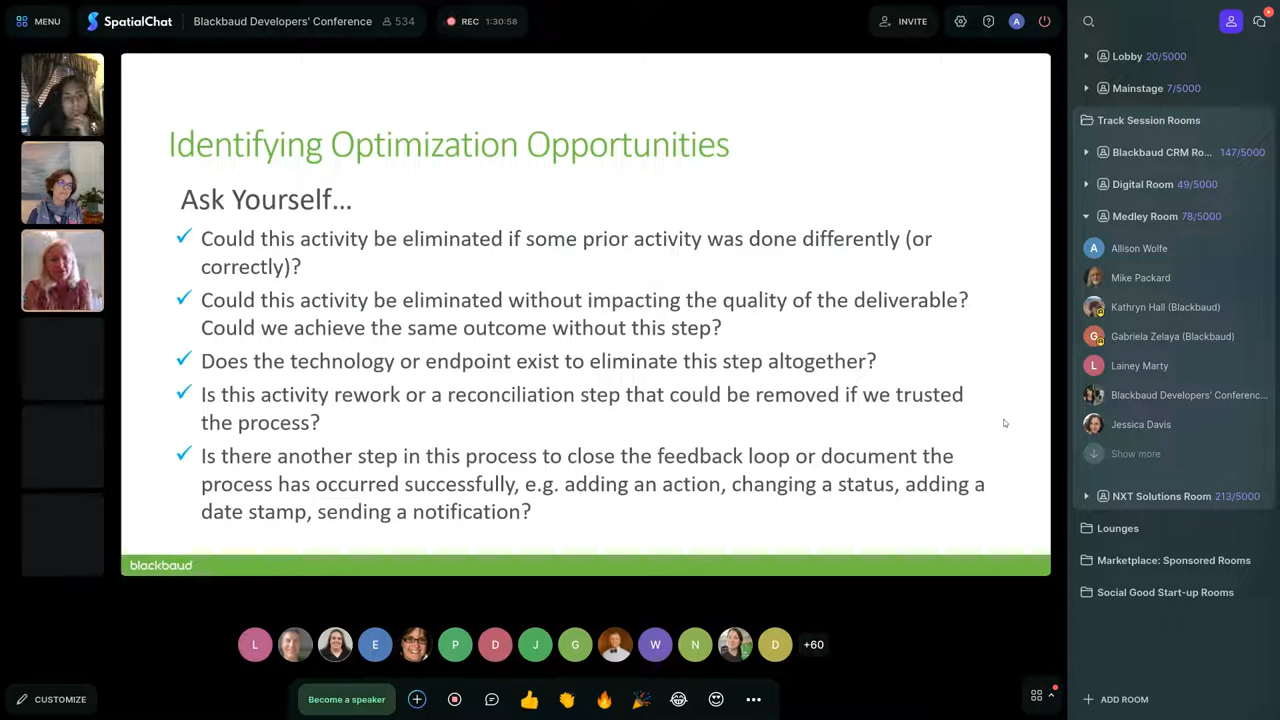 MENU
SpatialChat
Blackbaud Developers' Conference
534
REC 1:30:58
INVITE
A
Identifying Optimization Opportunities
Ask Yourself...
Could this activity be eliminated if some prior activity was done differently (or
correctly)?
Could this activity be eliminated without impacting the quality of the deliverable?
Could we achieve the same outcome without this step?
Does the technology or endpoint exist to eliminate this step altogether?
Is this activity rework or a reconciliation step that could be removed if we trusted
the process?
Is there another step in this process to close the feedback loop or document the
process has occurred successfully, e.g. adding an action, changing a status, adding a
date stamp, sending a notification?
blackbaud
L E P D J G W N D +60
CUSTOMIZE
Become a speaker
Lobby 20/5000
Mainstage 7/5000
Track Session Rooms
Blackbaud CRM Ro... 147/5000
Digital Room 49/5000
Medley Room 78/5000
A Allison Wolfe
Mike Packard
Kathryn Hall (Blackbaud)
G Gabriela Zelaya (Blackbaud)
L Lainey Marty
Blackbaud Developers' Conferenc...
Jessica Davis
Show more
NXT Solutions Room 213/5000
Lounges
Marketplace: Sponsored Rooms
Social Good Start-up Rooms
ADD ROOM